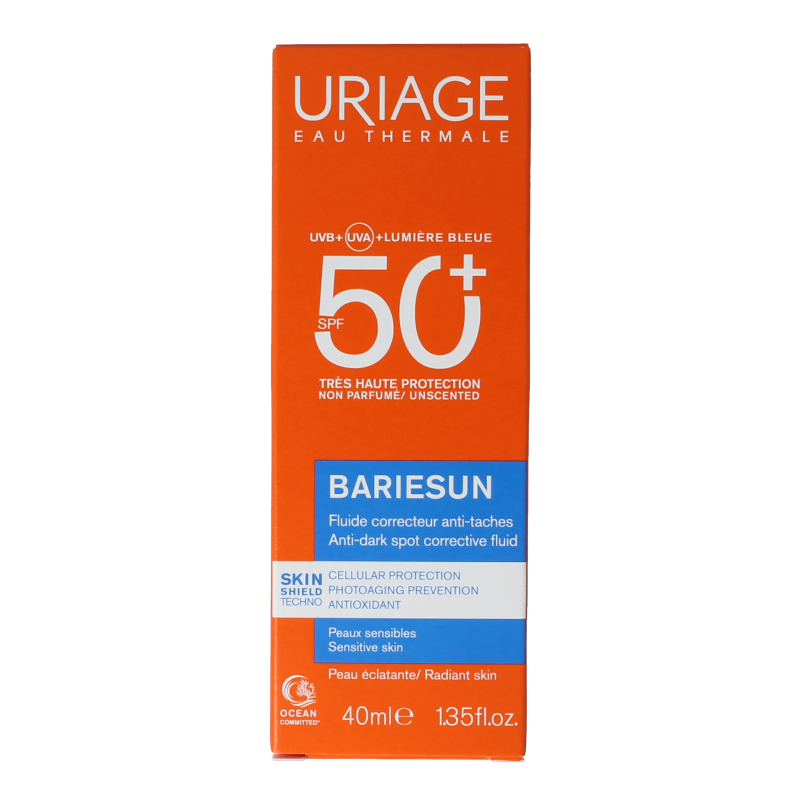 URIAGE
EAU THERMALE
UVB+ UVA +LUMIÈRE BLEUE
50+
SPF
TRÈS HAUTE PROTECTION
NON PARFUMÉ/ UNSCENTED
BARIESUN
Fluide correcteur anti-taches
Anti-dark spot corrective fluid
SKIN
SHIELD
TECHNO
CELLULAR PROTECTION
PHOTOAGING PREVENTION
ANTIOXIDANT
Peaux sensibles
Sensitive skin
Peau éclatante/ Radiant skin
OCEAN
COMMITTED*
40ml℮ 1.35fl.oz.